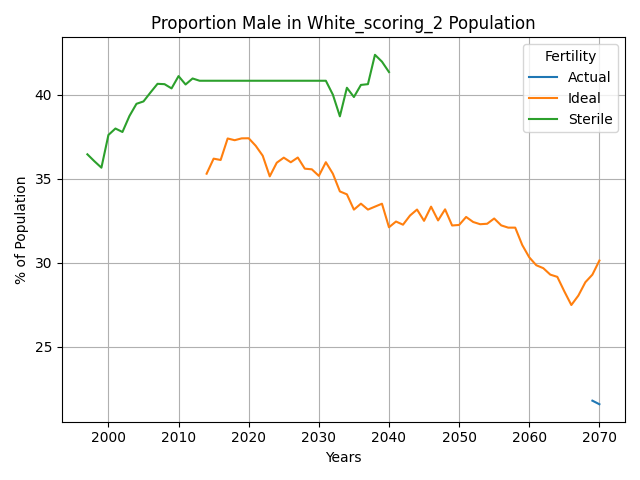 Proportion Male in White_scoring_2 Population
Fertility
Actual
Ideal
Sterile
% of Population
40
35
30
25
2000 2010 2020 2030 2040 2050 2060 2070
Years